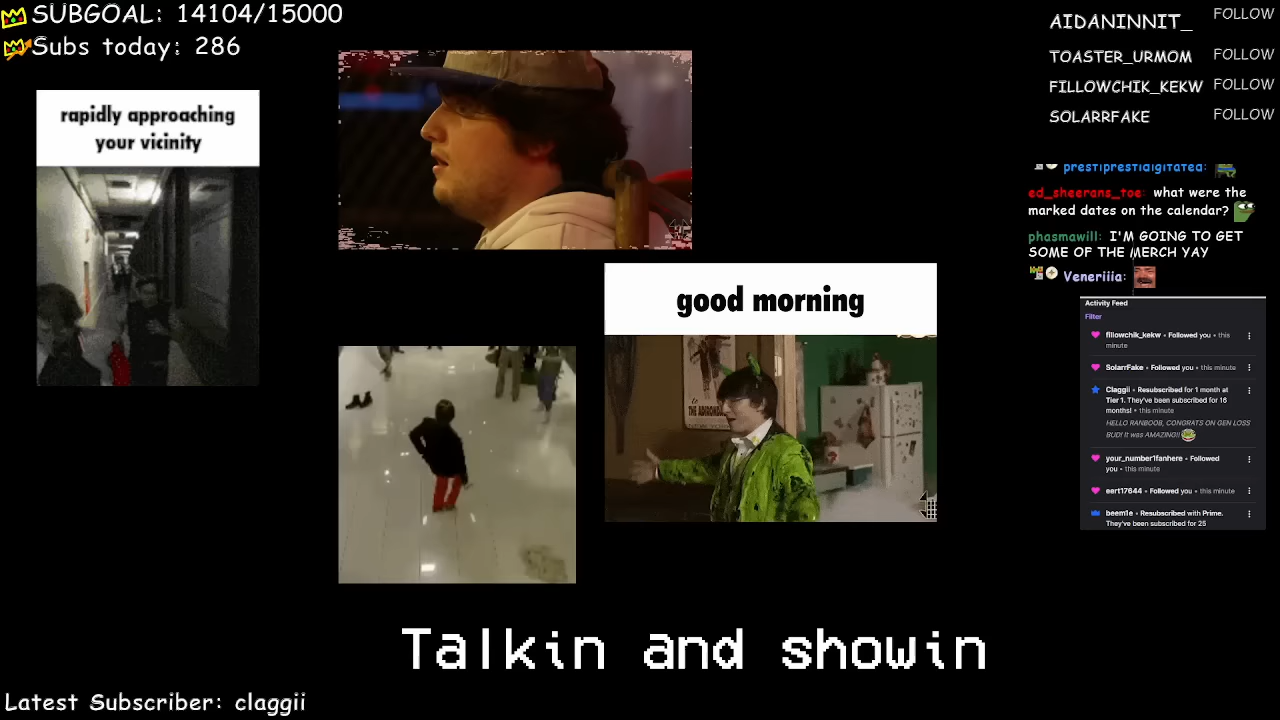 SUBGOAL: 14104/15000
Subs today: 286
rapidly approaching
your vicinity
good morning
THE ADIRONDA
Talkin and showin
Latest Subscriber: claggii
AIDANINNIT_ FOLLOW
TOASTER_URMOM FOLLOW
FILLOWCHIK_KEKW FOLLOW
SOLARRFAKE FOLLOW
prestiprestidigitatea:
ed_sheerans_toe: what were the
marked dates on the calendar?
phasmawill: I'M GOING TO GET
SOME OF THE MERCH YAY
Veneriiia:
Activity Feed
Filter
fillowchik_kekw • Followed you • this
minute
SolarrFake • Followed you • this minute
Claggii • Resubscribed for 1 month at
Tier 1. They've been subscribed for 16
months! • this minute
HELLO RANBOOB, CONGRATS ON GEN LOSS
BUD! It was AMAZING!!
your_number1fanhere • Followed
you • this minute
eert17644 • Followed you • this minute
beem1e • Resubscribed with Prime.
They've been subscribed for 25